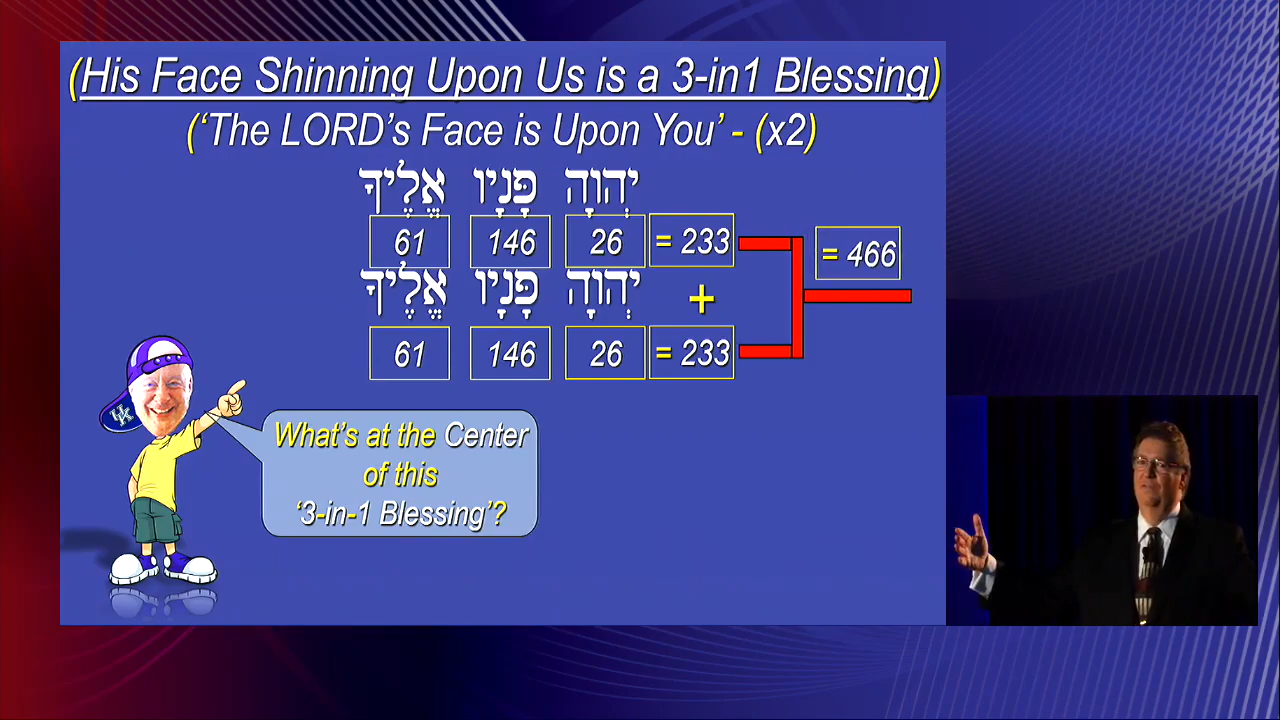 (His Face Shinning Upon Us is a 3-in1 Blessing)
('The LORD's Face is Upon You' - (x2)
יְהוָה פָּנָיו אֵלֶיךָ
61 146 26 = 233
= 466
יְהוָה פָּנָיו אֵלֶיךָ
+
61 146 26 = 233
UK
What's at the Center
of this
'3-in-1 Blessing'?